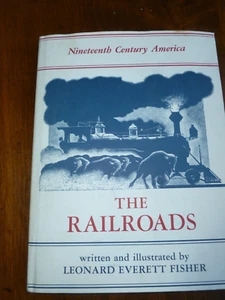 Nineteenth Century America
THE
RAILROADS
written and illustrated by
LEONARD EVERETT FISHER